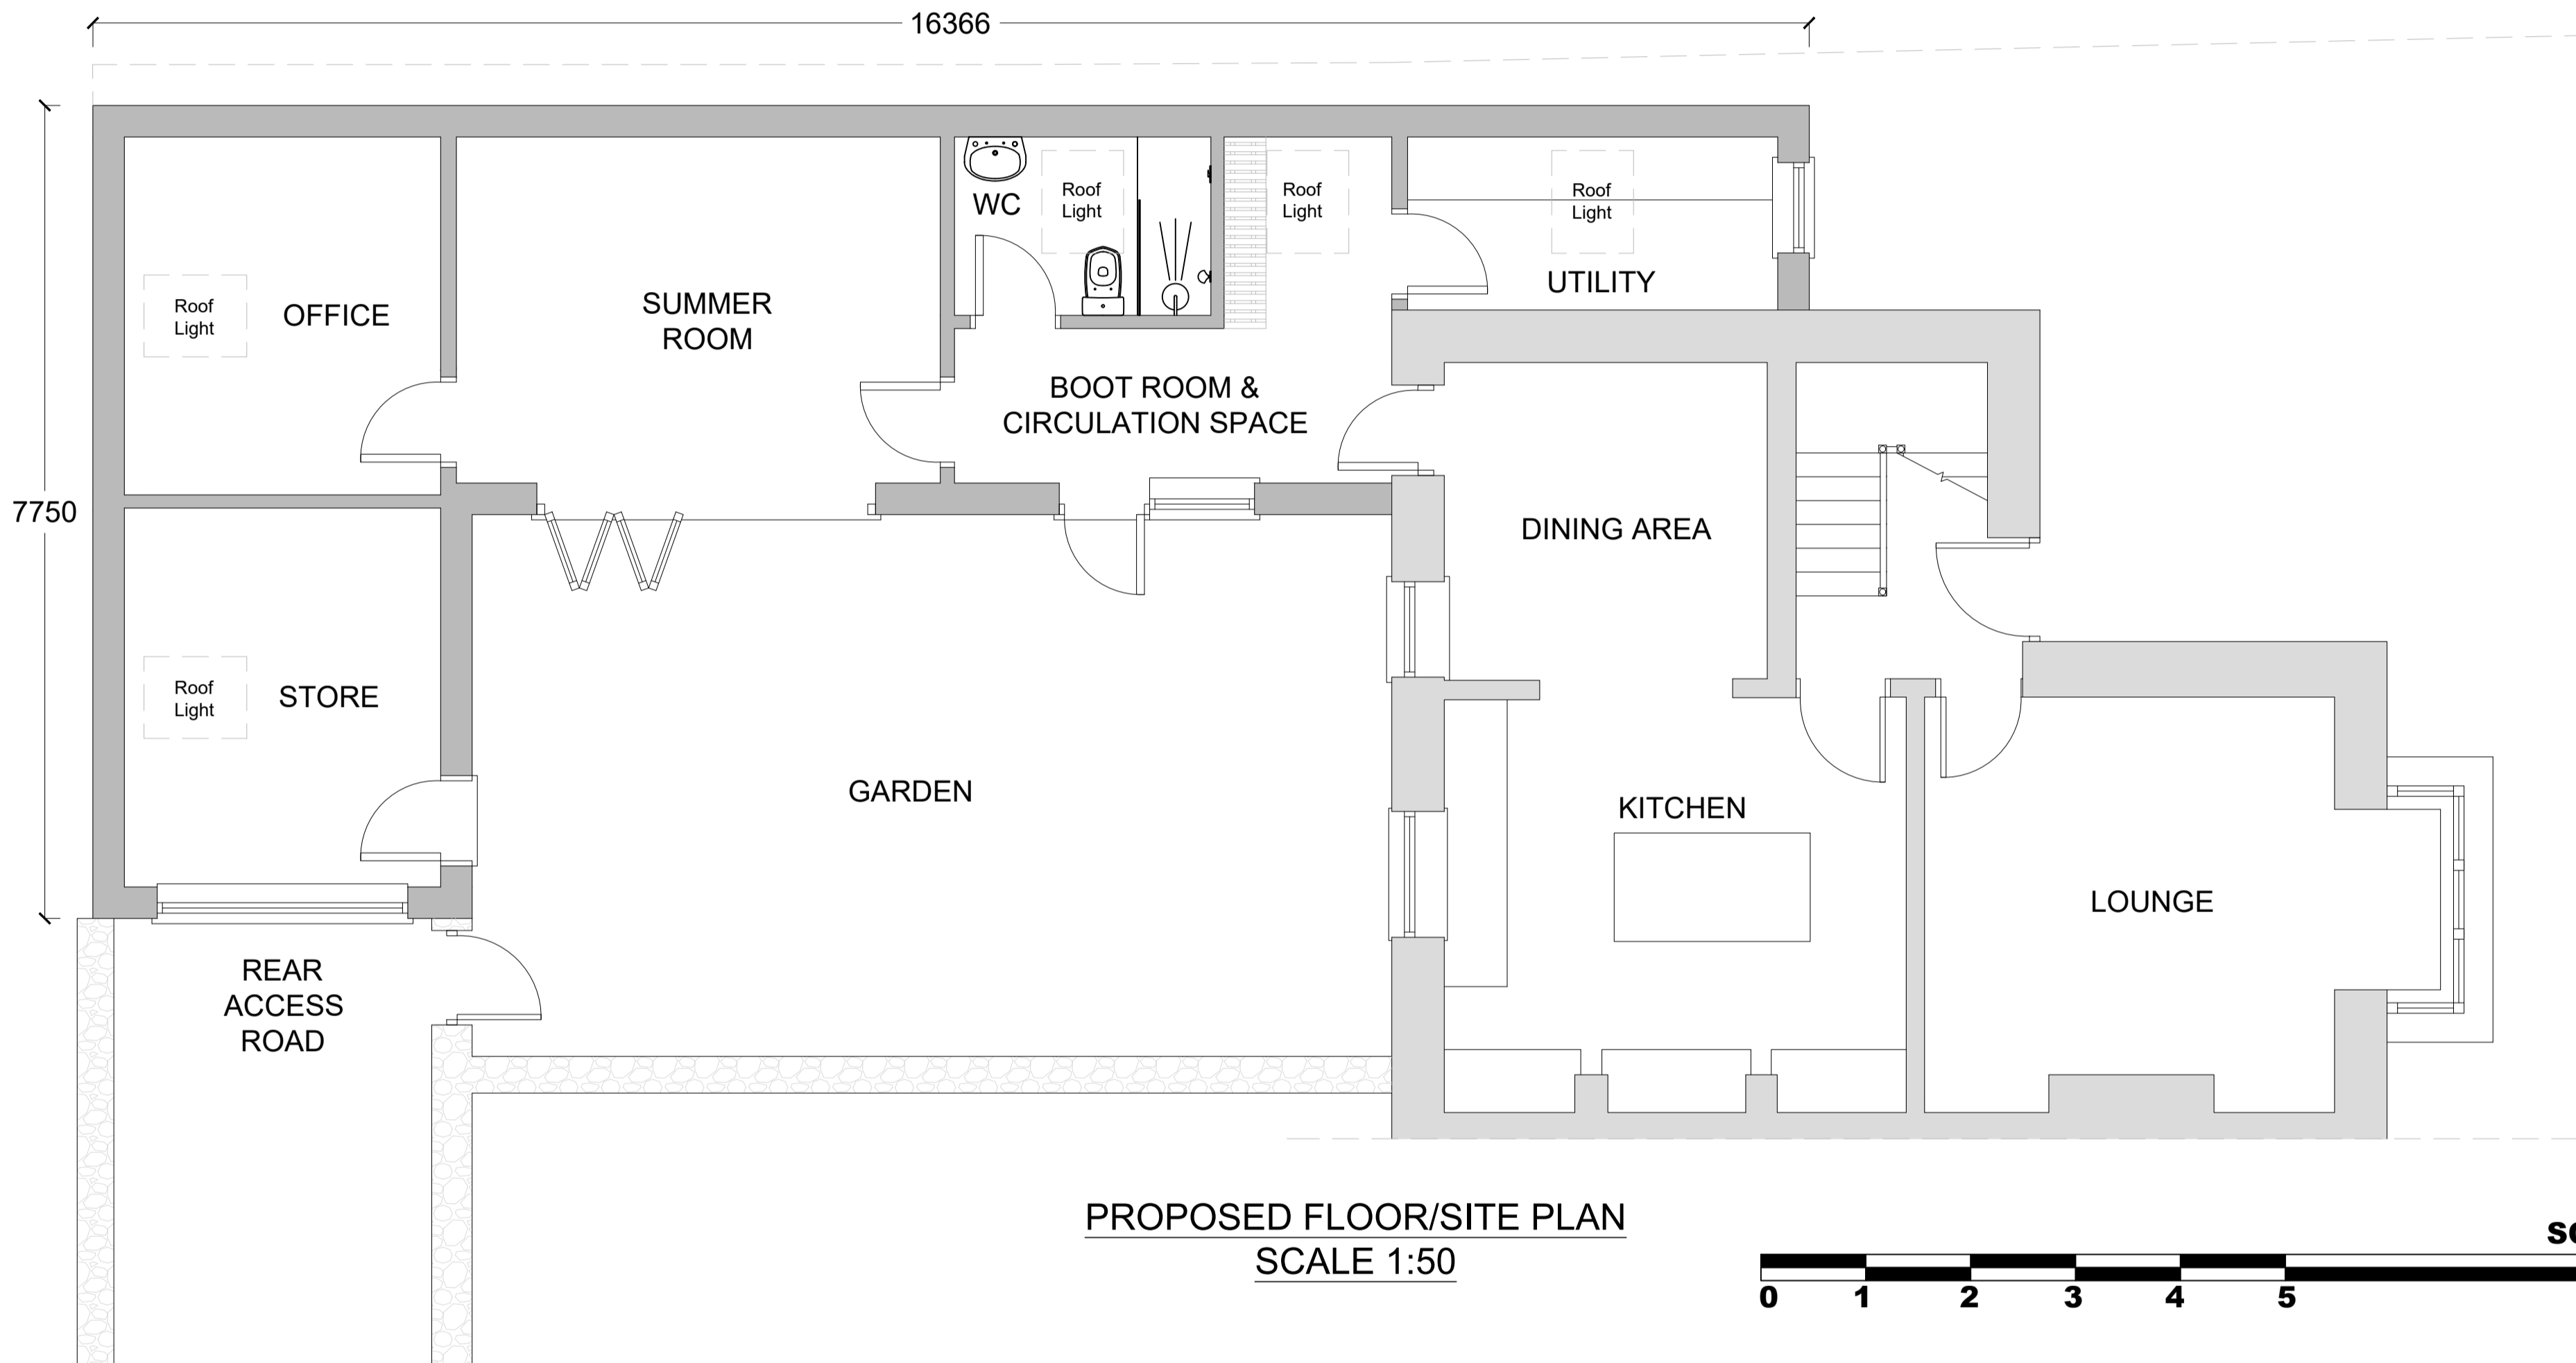 16366
7750
Roof
Light
OFFICE
SUMMER
ROOM
WC
Roof
Light
Roof
Light
Roof
Light
UTILITY
BOOT ROOM &
CIRCULATION SPACE
DINING AREA
Roof
Light
STORE
GARDEN
KITCHEN
LOUNGE
REAR
ACCESS
ROAD
PROPOSED FLOOR/SITE PLAN
SCALE 1:50
0 1 2 3 4 5